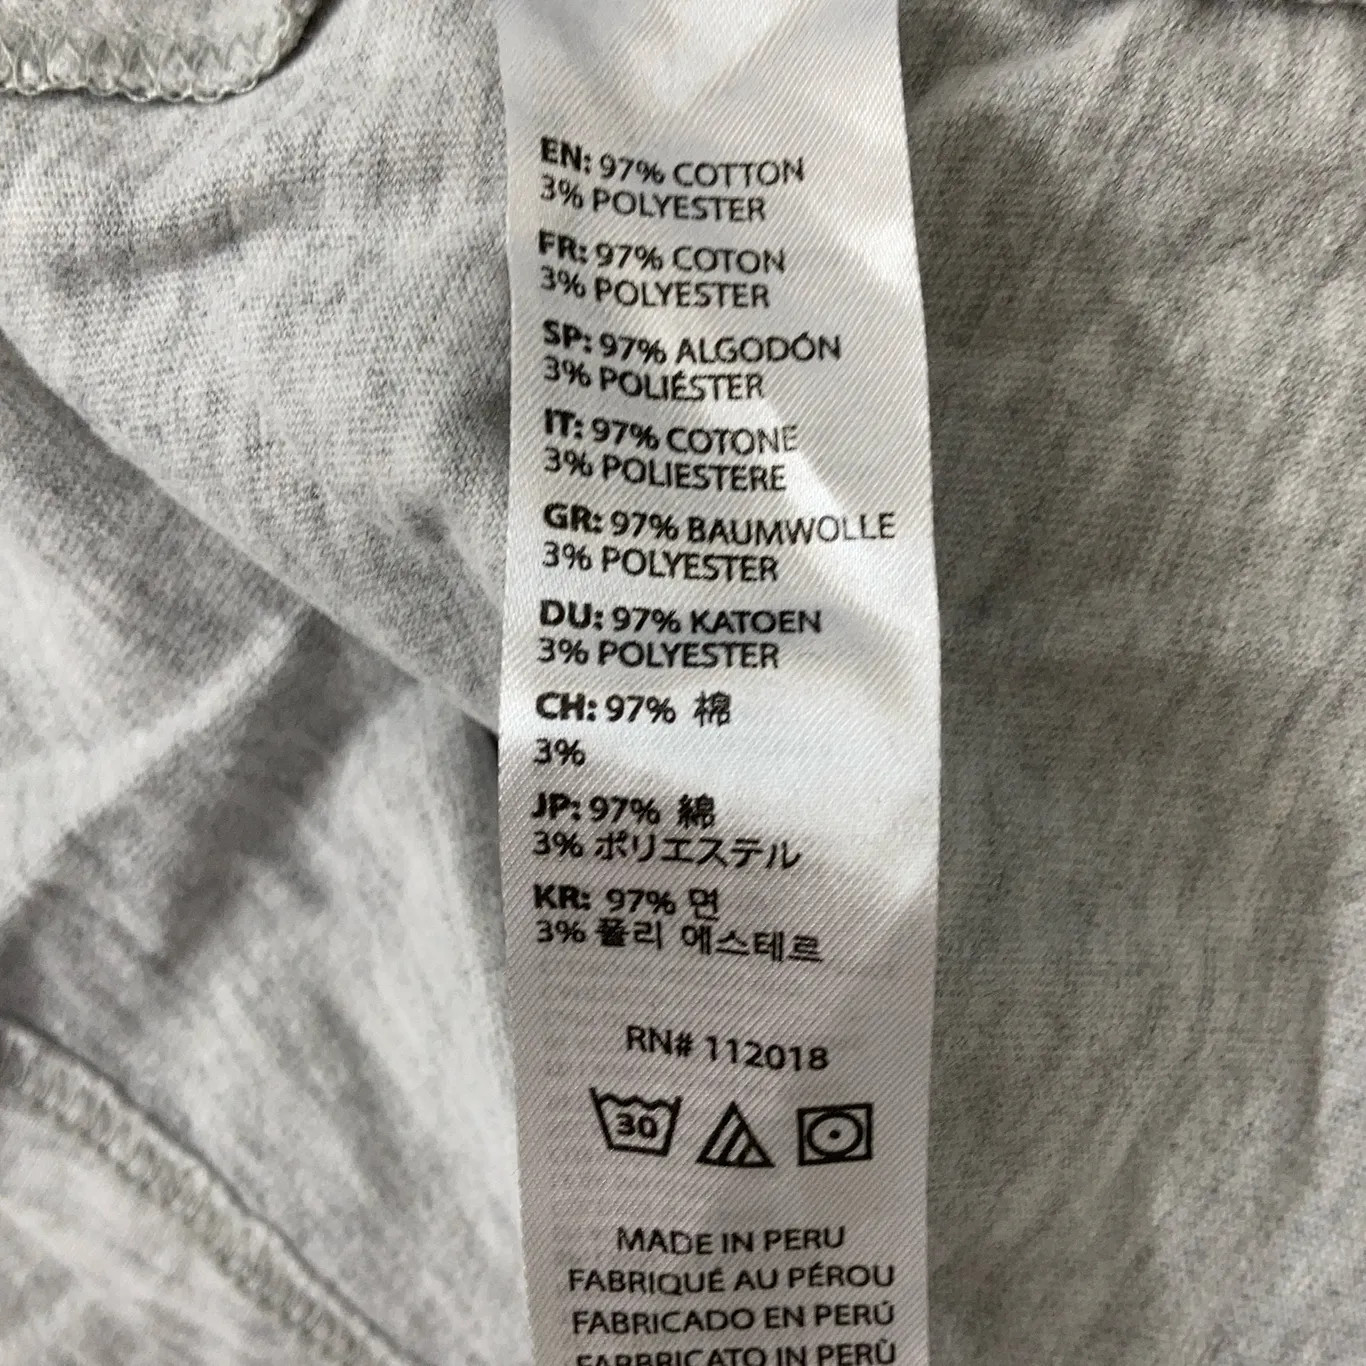 EN: 97% COTTON
3% POLYESTER
FR: 97% COTON
3% POLYESTER
SP: 97% ALGODÓN
3% POLIÉSTER
IT: 97% COTONE
3% POLIESTERE
GR: 97% BAUMWOLLE
3% POLYESTER
DU: 97% KATOEN
3% POLYESTER
CH: 97% 棉
3%
JP: 97% 綿
3% ポリエステル
KR: 97% 면
3% 폴리 에스테르
RN# 112018
30
MADE IN PERU
FABRIQUÉ AU PÉROU
FABRICADO EN PERÚ
FABBRICATO IN PERÙ